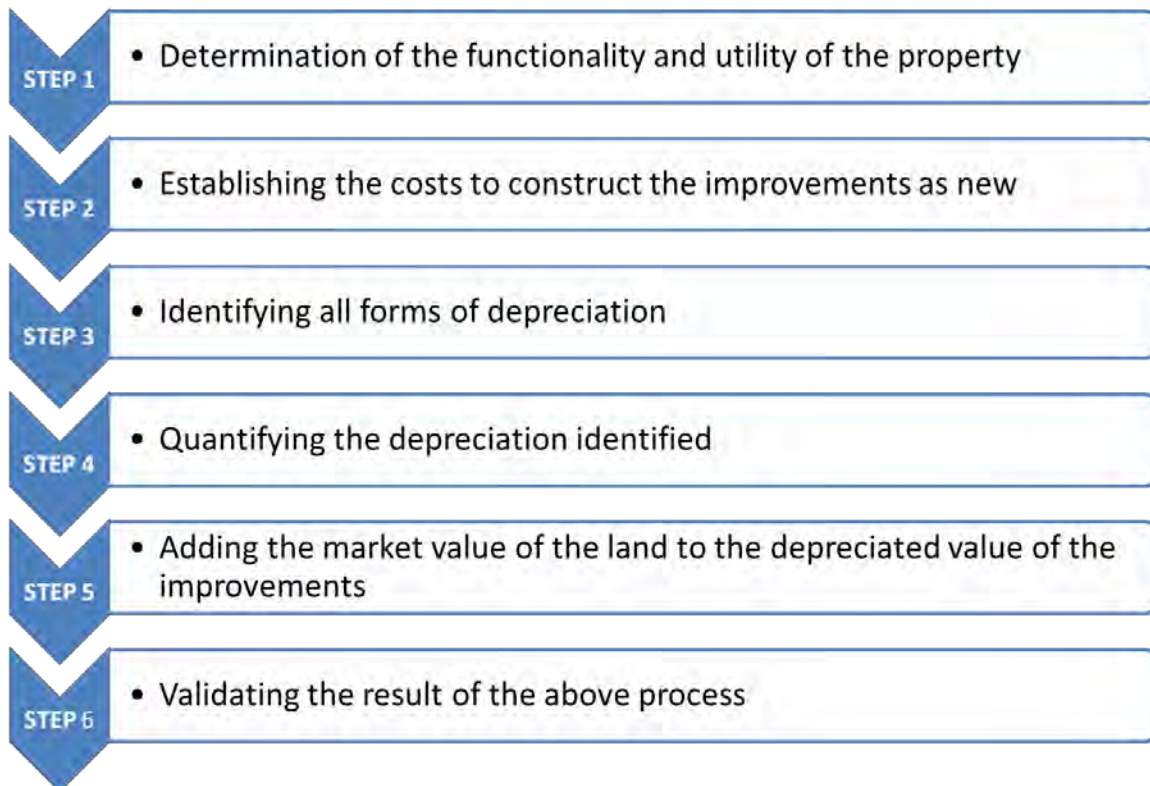 STEP 1
• Determination of the functionality and utility of the property
STEP 2
• Establishing the costs to construct the improvements as new
STEP 3
• Identifying all forms of depreciation
STEP 4
• Quantifying the depreciation identified
STEP 5
• Adding the market value of the land to the depreciated value of the
improvements
STEP 6
• Validating the result of the above process